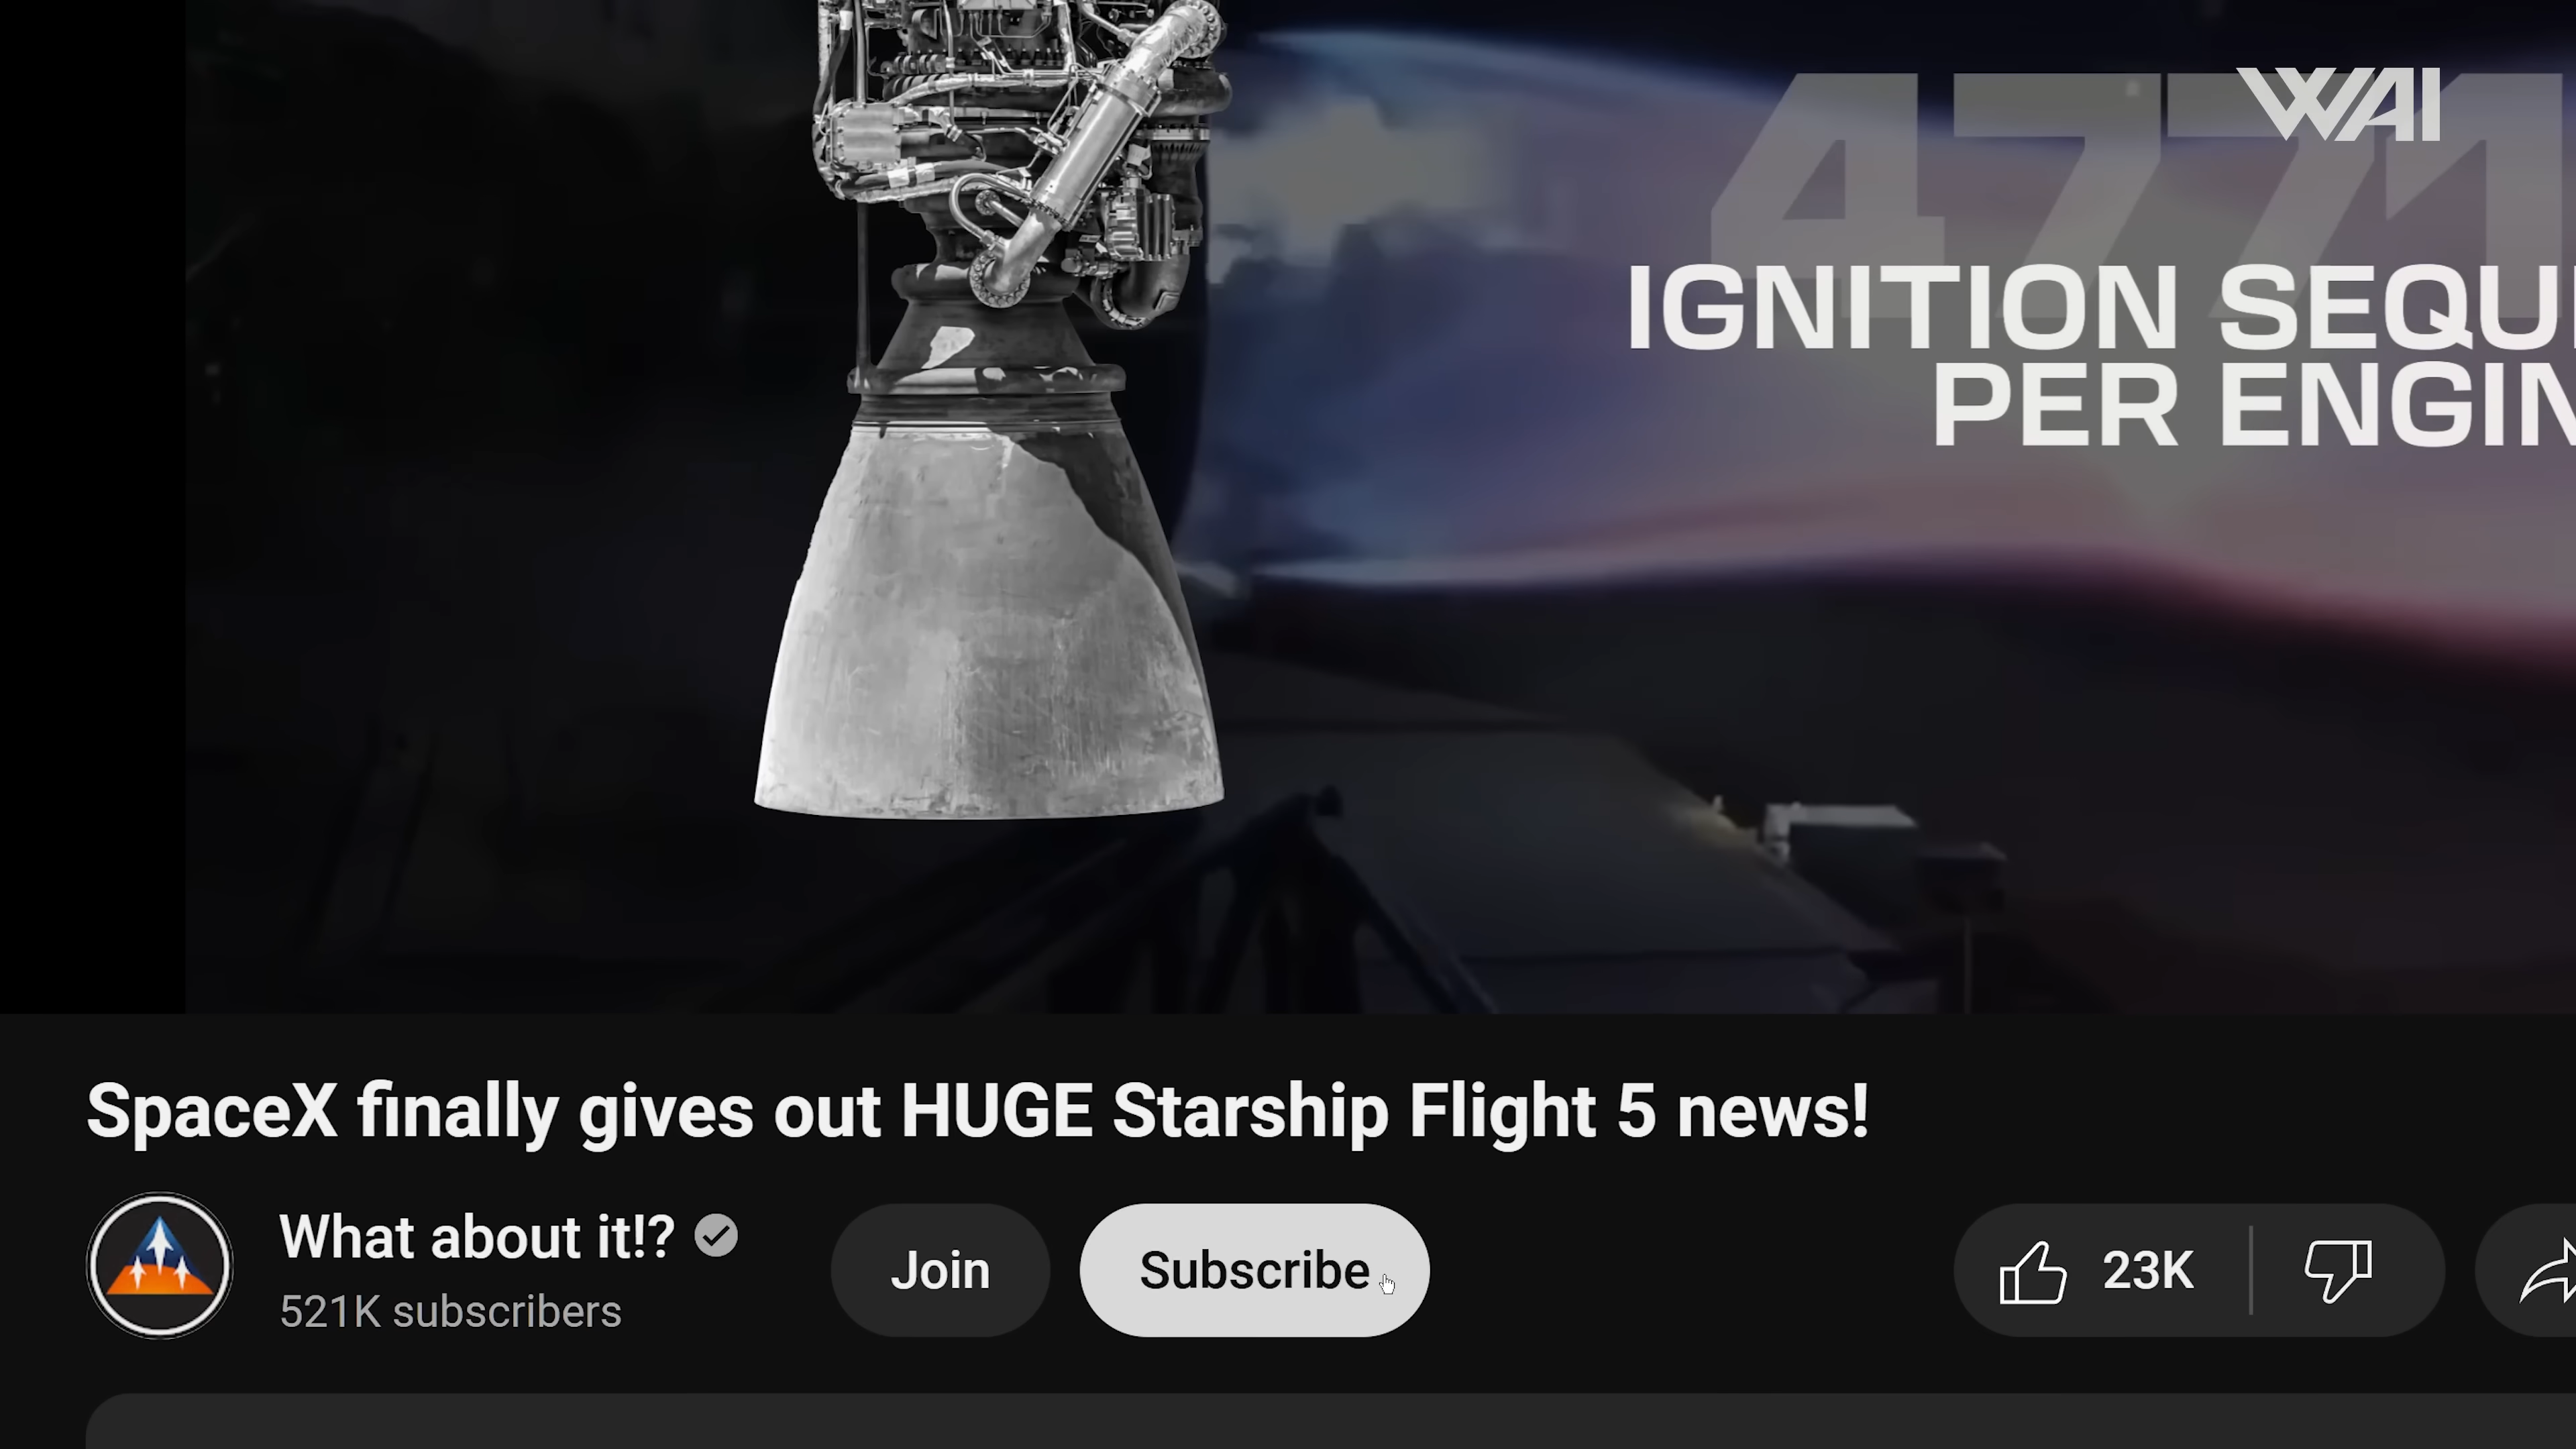 WAI
IGNITION SEQU
PER ENGIN
SpaceX finally gives out HUGE Starship Flight 5 news!
What about it!?
521K subscribers
Join
Subscribe
23K